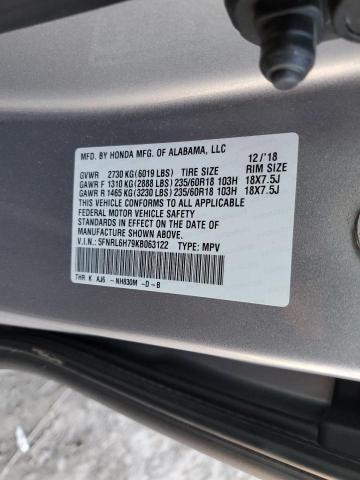 MFD. BY HONDA MFG. OF ALABAMA, LLC 12/'18
GVWR 2730 KG(6019 LBS) TIRE SIZE RIM SIZE
GAWR F 1310 KG(2888 LBS)235/60R18 103H 18X7.5J
GAWR R 1465 KG(3230 LBS)235/60R18 103H 18X7.5J
THIS VEHICLE CONFORMS TO ALL APPLICABLE
FEDERAL MOTOR VEHICLE SAFETY
STANDARDS IN EFFECT ON THE DATE OF
MANUFACTURE SHOWN ABOVE.
V.I.N.: 5FNRL6H79KB063122 TYPE: MPV
THR K AJ6 - NH830M -D-B